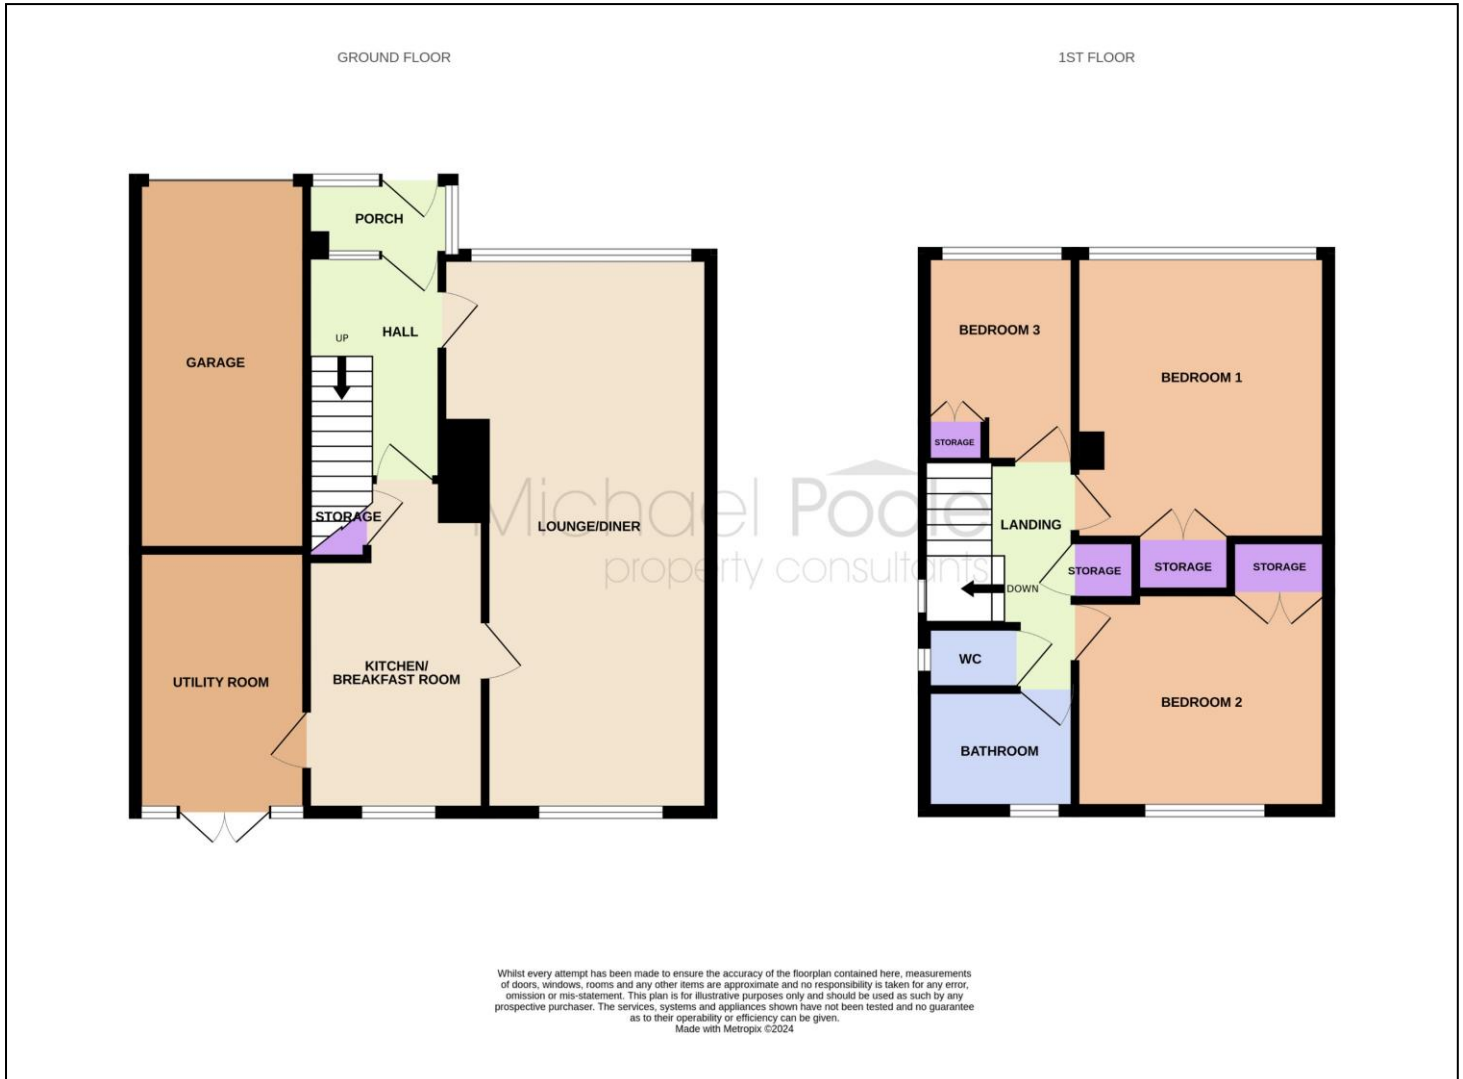 GROUND FLOOR
1ST FLOOR
PORCH
UP
HALL
GARAGE
STORAGE
LOUNGE/DINER
KITCHEN/
BREAKFAST ROOM
UTILITY ROOM
BEDROOM 3
BEDROOM 1
STORAGE
LANDING
STORAGE
STORAGE
STORAGE
DOWN
WC
BEDROOM 2
BATHROOM
Michael Poole
property consultants
Whilst every attempt has been made to ensure the accuracy of the floorplan contained here, measurements
of doors, windows, rooms and any other items are approximate and no responsibility is taken for any error,
omission or mis-statement. This plan is for illustrative purposes only and should be used as such by any
prospective purchaser. The services, systems and appliances shown have not been tested and no guarantee
as to their operability or efficiency can be given.
Made with Metropix ©2024